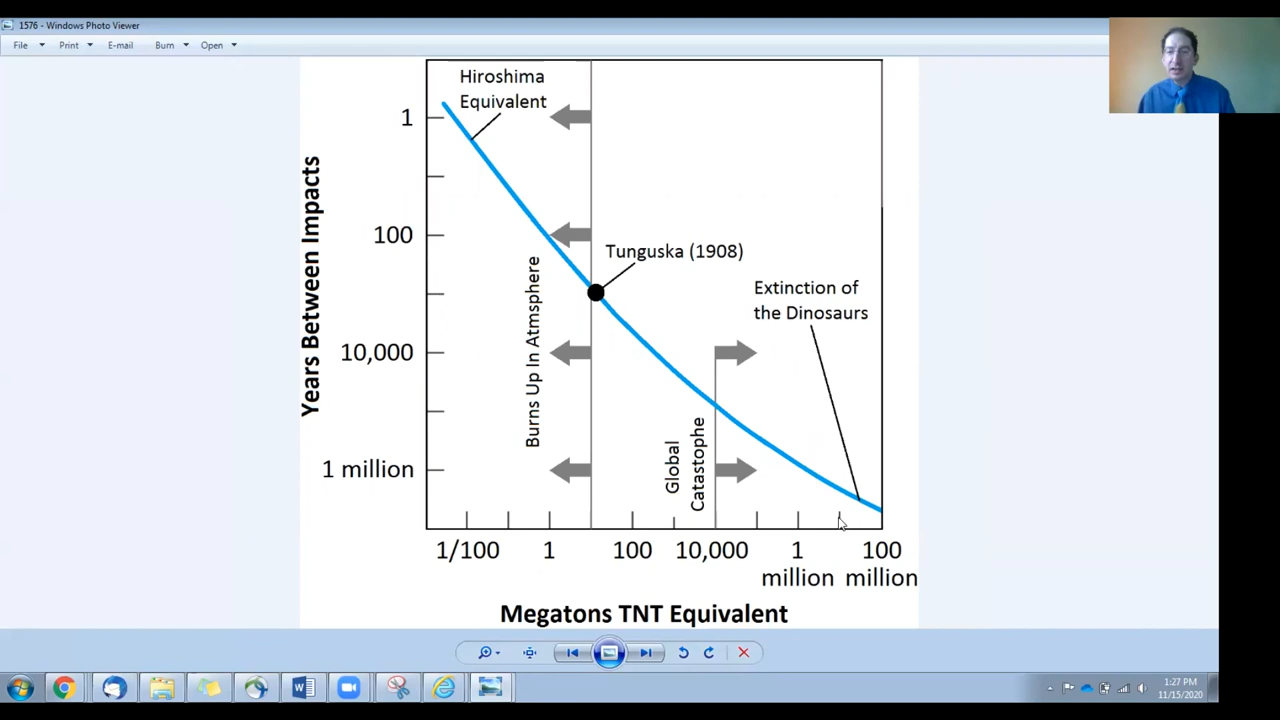 1576 - Windows Photo Viewer
File Print E-mail Burn Open
Hiroshima
Equivalent
1
100
10,000
1 million
Years Between Impacts
Tunguska (1908)
Burns Up In Atmsphere
Extinction of
the Dinosaurs
Global
Catastophe
1/100 1 100 10,000 1 100
million million
Megatons TNT Equivalent
1:27 PM
11/15/2020